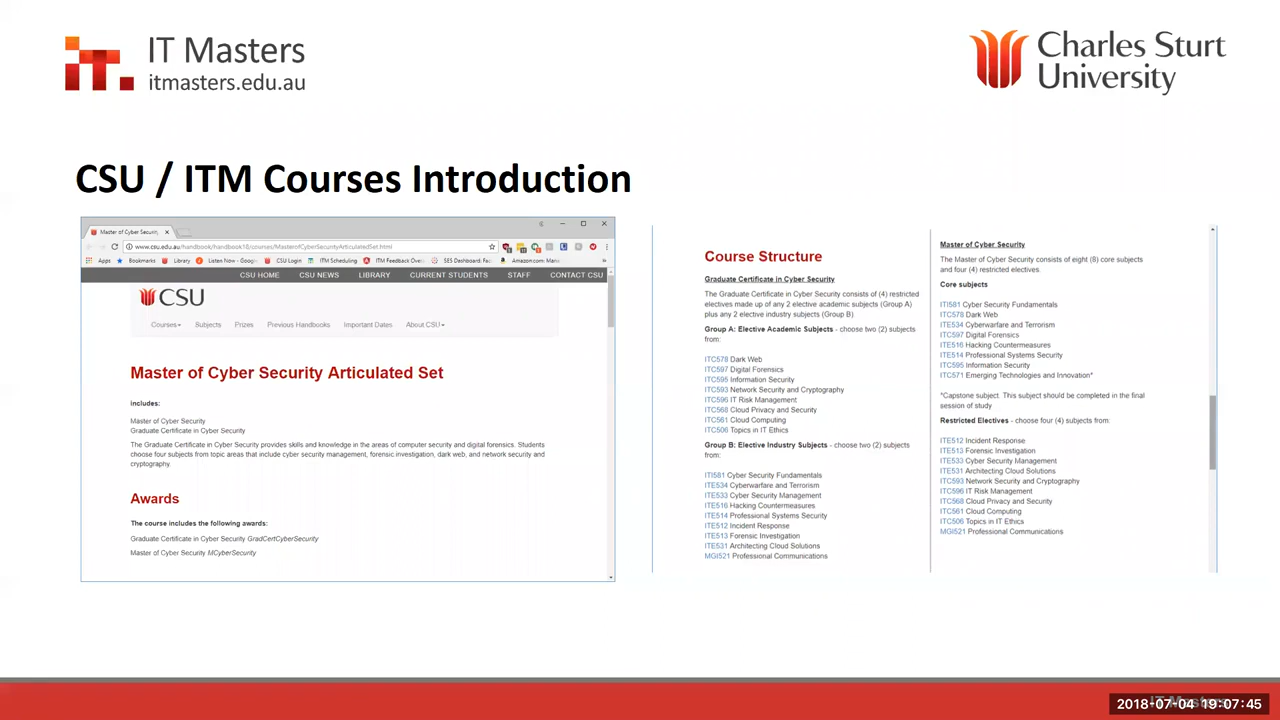 IT Masters
itmasters.edu.au
Charles Sturt
University
CSU / ITM Courses Introduction
Master of Cyber Securit
www.csu.edu.au/handbook/handbook18/courses/MasterofCyberSecurityArticulatedSet.html
Apps Bookmarks Library Listen Now - Googl CSU Login ITM Scheduling ITM Feedback Over SES Dashboard: Fac Amazon.com: Man
CSU HOME CSU NEWS LIBRARY CURRENT STUDENTS STAFF CONTACT CSU
CSU
Courses Subjects Prizes Previous Handbooks Important Dates About CSU
Master of Cyber Security Articulated Set
Includes:
Master of Cyber Security
Graduate Certificate in Cyber Security
The Graduate Certificate in Cyber Security provides skills and knowledge in the areas of computer security and digital forensics. Students
choose four subjects from topic areas that include cyber security management, forensic investigation, dark web, and network security and
cryptography.
Awards
The course includes the following awards:
Graduate Certificate in Cyber Security GradCertCyberSecurity
Master of Cyber Security MCyberSecurity
Course Structure
Graduate Certificate in Cyber Security
The Graduate Certificate in Cyber Security consists of (4) restricted
electives made up of any 2 elective academic subjects (Group A)
plus any 2 elective industry subjects (Group B).
Group A: Elective Academic Subjects - choose two (2) subjects
from:
ITC578 Dark Web
ITC597 Digital Forensics
ITC595 Information Security
ITC593 Network Security and Cryptography
ITC596 IT Risk Management
ITC568 Cloud Privacy and Security
ITC561 Cloud Computing
ITC506 Topics in IT Ethics
Group B: Elective Industry Subjects - choose two (2) subjects
from:
ITI581 Cyber Security Fundamentals
ITE534 Cyberwarfare and Terrorism
ITE533 Cyber Security Management
ITE516 Hacking Countermeasures
ITE514 Professional Systems Security
ITE512 Incident Response
ITE513 Forensic Investigation
ITE531 Architecting Cloud Solutions
MGI521 Professional Communications
Master of Cyber Security
The Master of Cyber Security consists of eight (8) core subjects
and four (4) restricted electives.
Core subjects
ITI581 Cyber Security Fundamentals
ITC578 Dark Web
ITE534 Cyberwarfare and Terrorism
ITC597 Digital Forensics
ITE516 Hacking Countermeasures
ITE514 Professional Systems Security
ITC595 Information Security
ITC571 Emerging Technologies and Innovation*
*Capstone subject. This subject should be completed in the final
session of study
Restricted Electives - choose four (4) subjects from:
ITE512 Incident Response
ITE513 Forensic Investigation
ITE533 Cyber Security Management
ITE531 Architecting Cloud Solutions
ITC593 Network Security and Cryptography
ITC596 IT Risk Management
ITC568 Cloud Privacy and Security
ITC561 Cloud Computing
ITC506 Topics in IT Ethics
MGI521 Professional Communications
2018-07-04 19:07:45